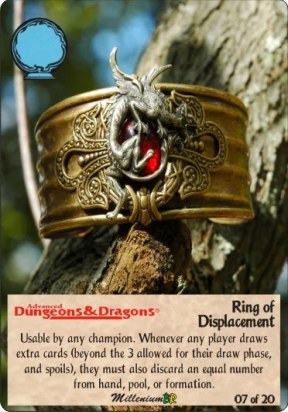 Advanced
Dungeons&Dragons®
Ring of
Displacement
Usable by any champion. Whenever any player draws
extra cards (beyond the 3 allowed for their draw phase,
and spoils), they must also discard an equal number
from hand, pool, or formation.
Millenium
07 of 20